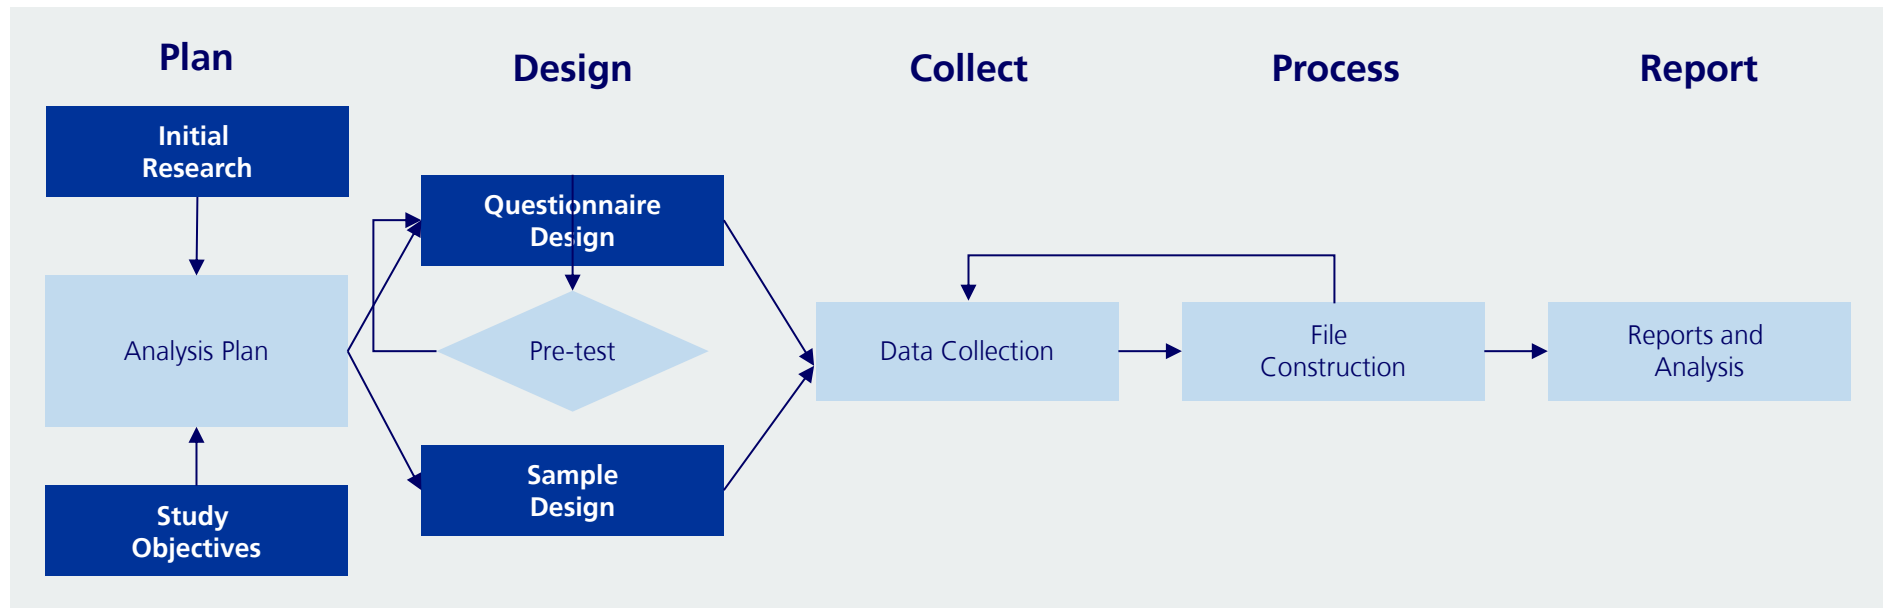 Plan
Design
Collect
Process
Report
Initial
Research
Questionnaire
Design
Analysis Plan
Pre-test
Data Collection
File
Construction
Reports and
Analysis
Sample
Design
Study
Objectives